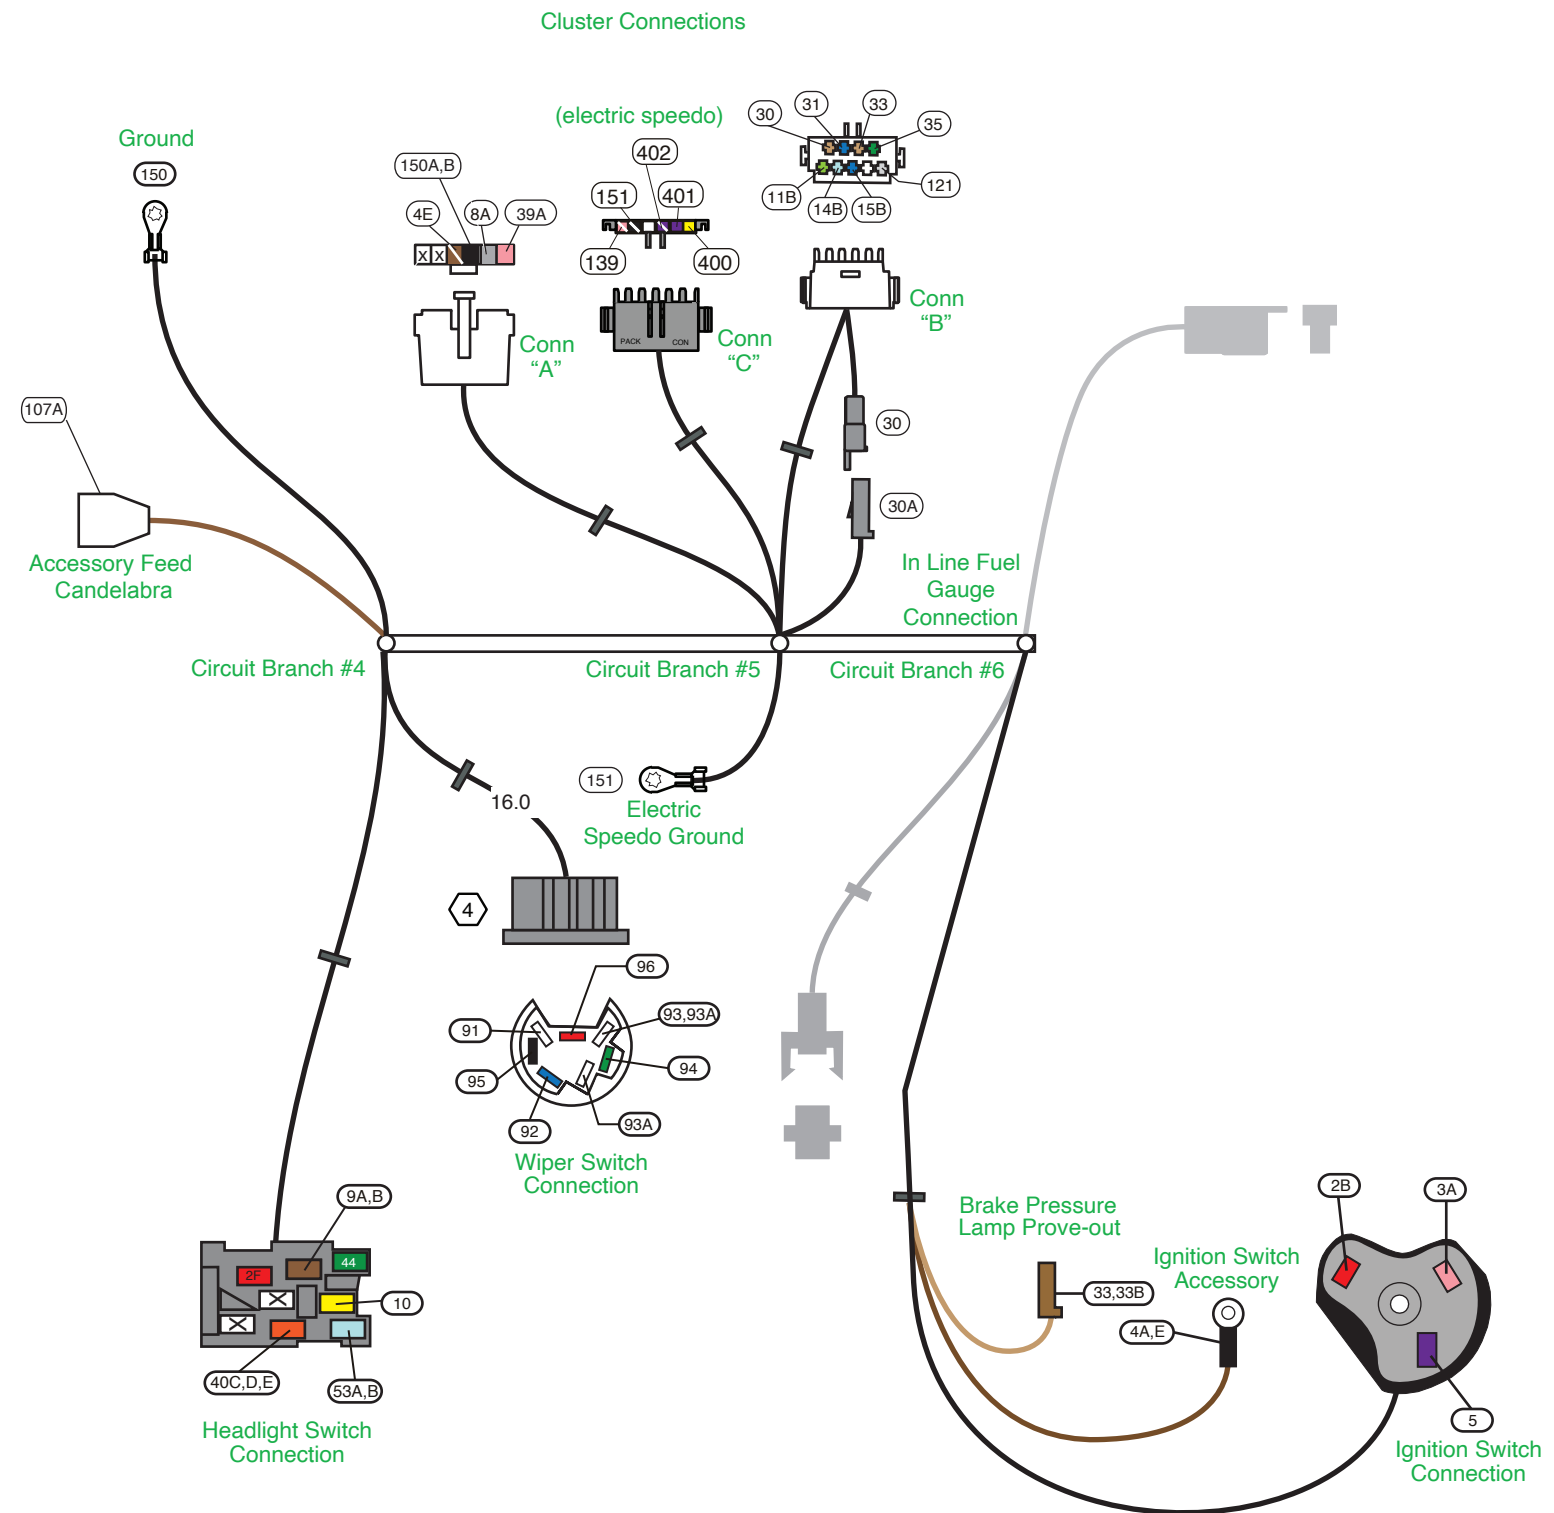 Cluster Connections
Ground
150
(electric speedo)
150A,B
4E
8A
39A
X X
402
151
401
139
400
30
31
33
35
11B
14B
15B
121
Conn
“A”
PACK CON
Conn
“C”
Conn
“B”
30
30A
107A
Accessory Feed
Candelabra
In Line Fuel
Gauge
Connection
Circuit Branch #4
Circuit Branch #5
Circuit Branch #6
16.0
151
Electric
Speedo Ground
4
96
91
93,93A
95
94
92
93A
Wiper Switch
Connection
9A,B
44
2F
X
10
X
40C,D,E
53A,B
Headlight Switch
Connection
Brake Pressure
Lamp Prove-out
33,33B
Ignition Switch
Accessory
4A,E
2B
3A
5
Ignition Switch
Connection